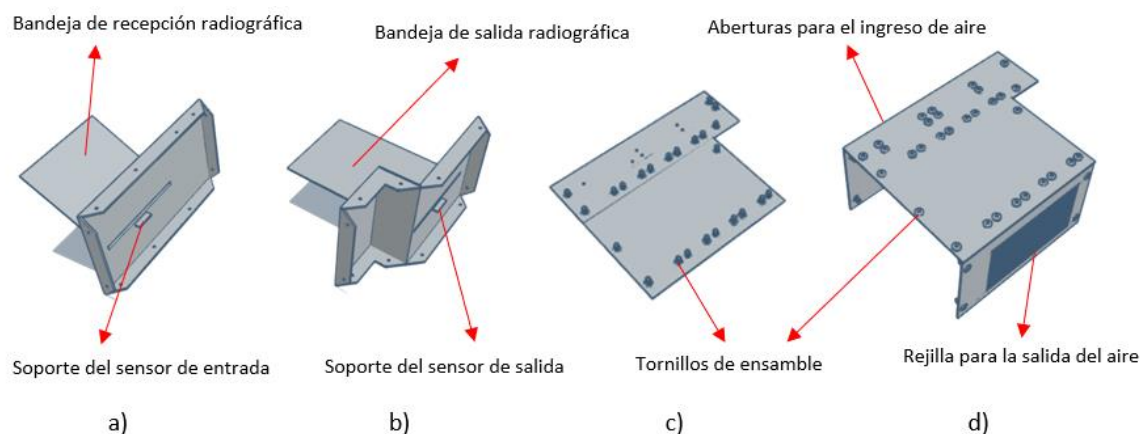 Bandeja de recepción radiográfica
Bandeja de salida radiográfica
Aberturas para el ingreso de aire
Soporte del sensor de entrada
Soporte del sensor de salida
Tornillos de ensamble
Rejilla para la salida del aire
a)
b)
c)
d)